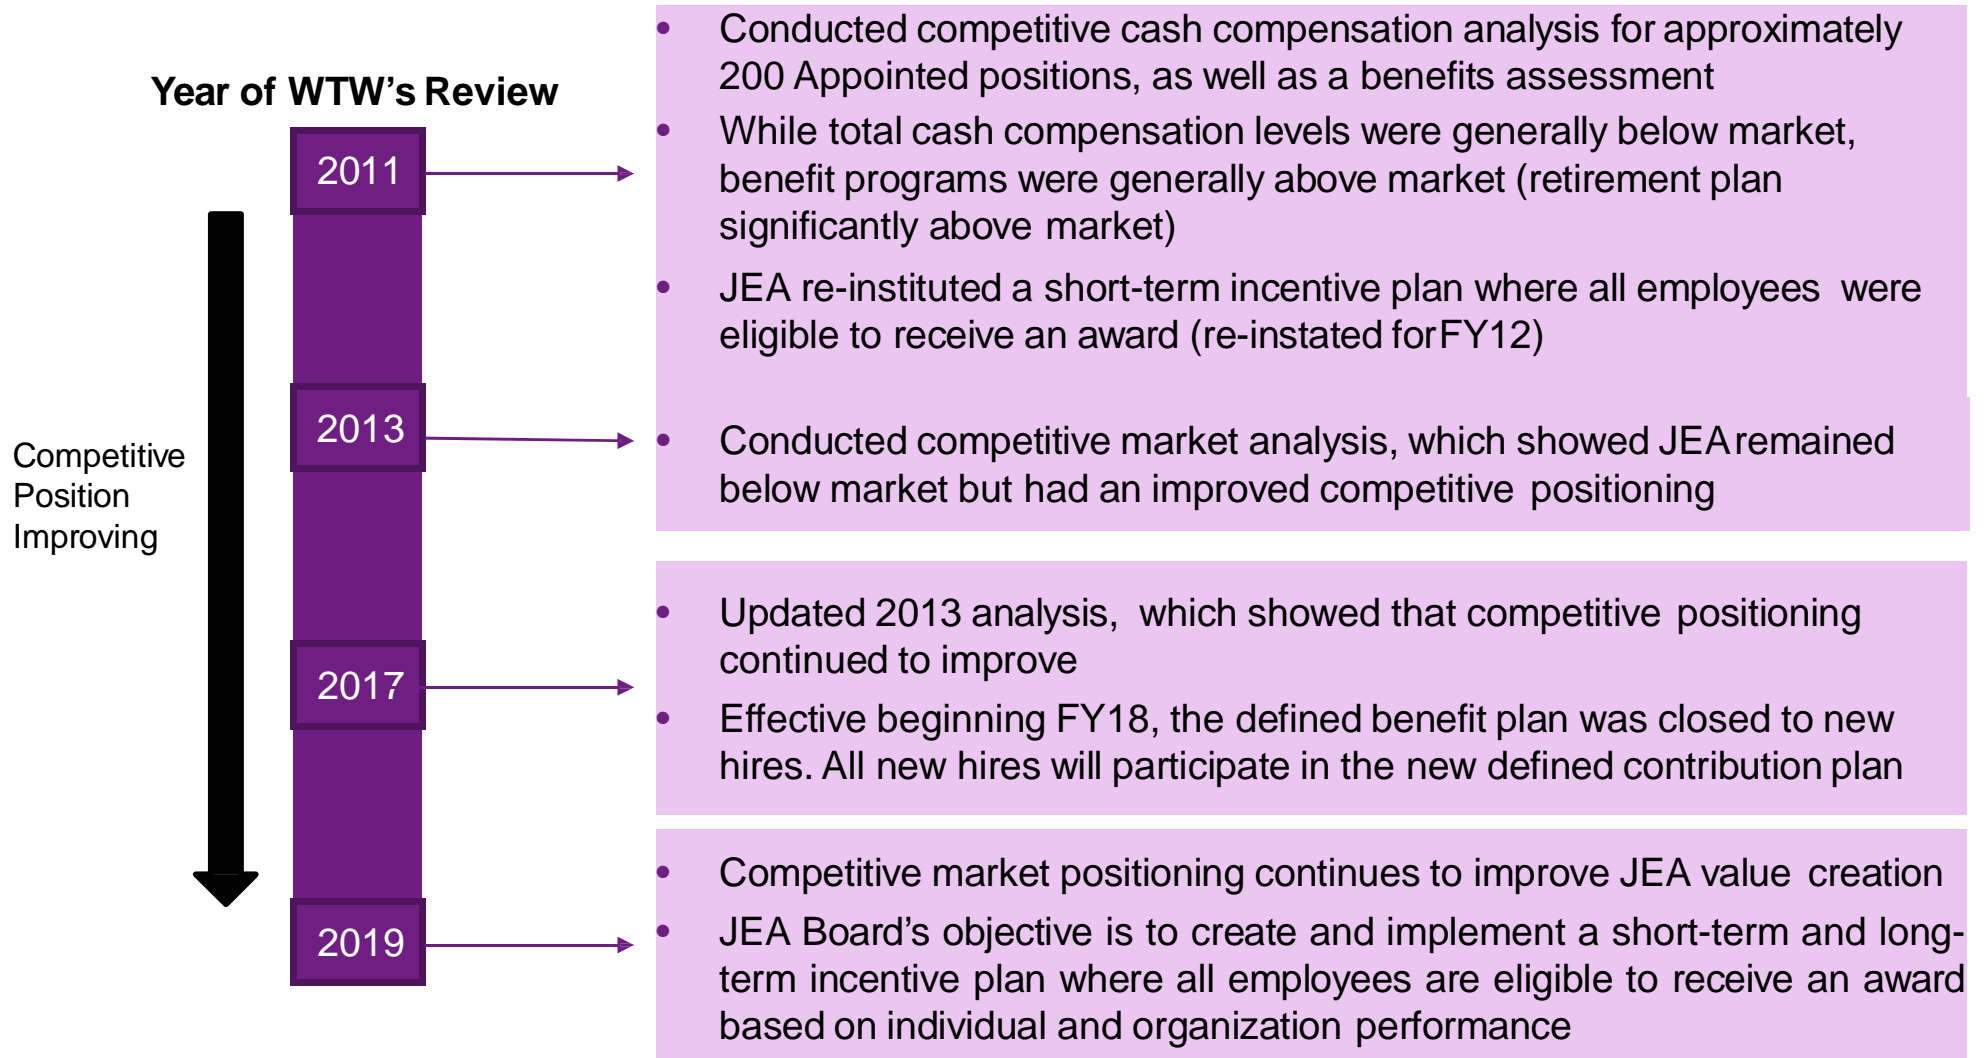 Year of WTW's Review
2011
• Conducted competitive cash compensation analysis for approximately
200 Appointed positions, as well as a benefits assessment
• While total cash compensation levels were generally below market,
benefit programs were generally above market (retirement plan
significantly above market)
• JEA re-instituted a short-term incentive plan where all employees were
eligible to receive an award (re-instated for FY12)
Competitive
Position
Improving
2013
• Conducted competitive market analysis, which showed JEA remained
below market but had an improved competitive positioning
2017
• Updated 2013 analysis, which showed that competitive positioning
continued to improve
• Effective beginning FY18, the defined benefit plan was closed to new
hires. All new hires will participate in the new defined contribution plan
2019
• Competitive market positioning continues to improve JEA value creation
• JEA Board's objective is to create and implement a short-term and long-
term incentive plan where all employees are eligible to receive an award
based on individual and organization performance